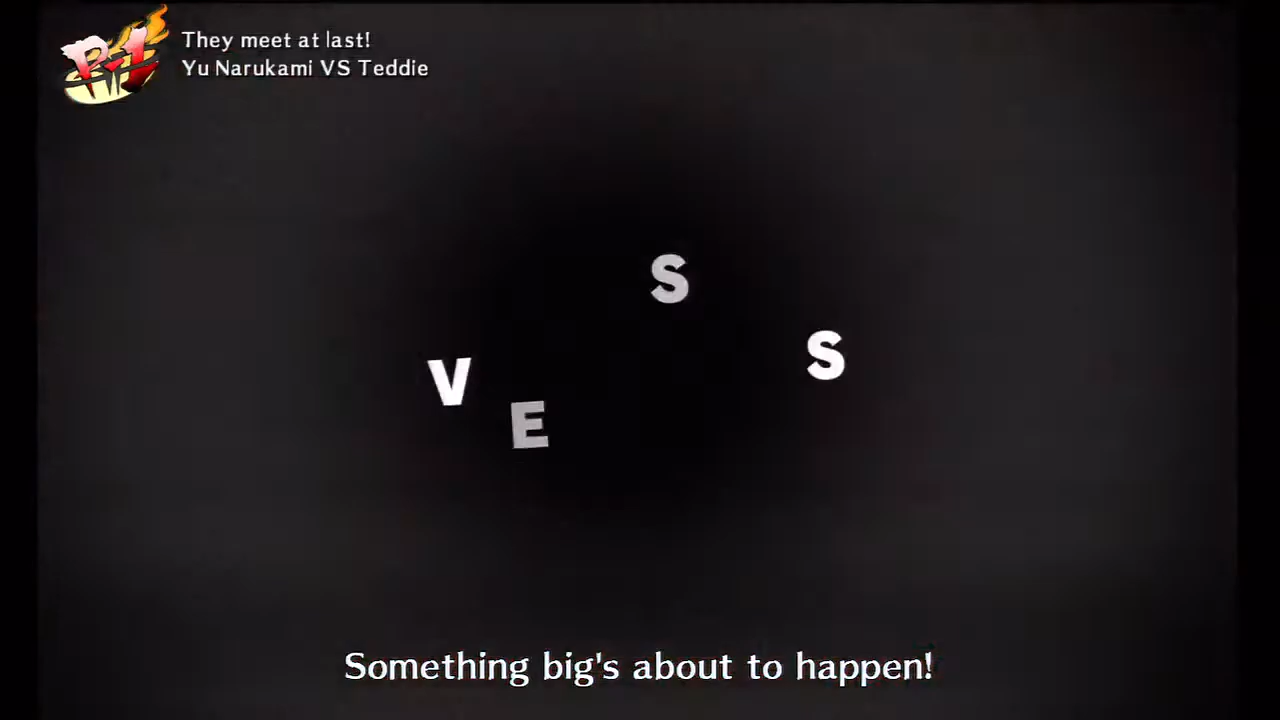 P-1
They meet at last!
Yu Narukami VS Teddie
S
S
V
E
Something big's about to happen!